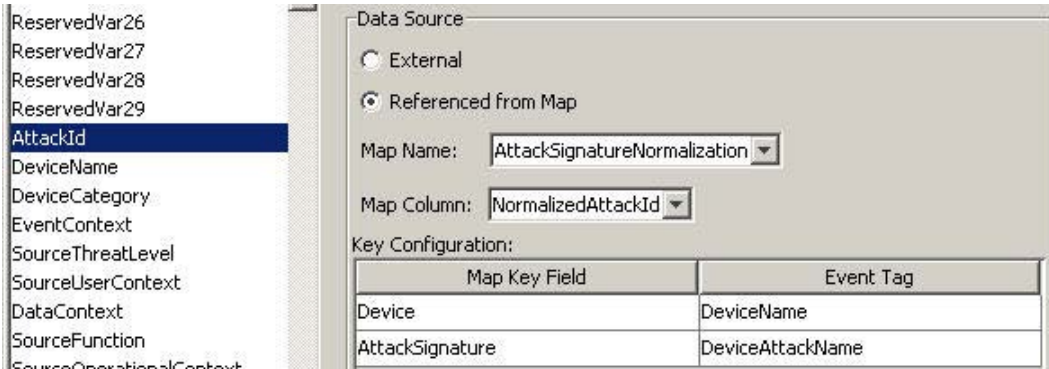 ReservedVar26
ReservedVar27
ReservedVar28
ReservedVar29
AttackId
DeviceName
DeviceCategory
EventContext
SourceThreatLevel
SourceUserContext
DataContext
SourceFunction
SourceOperationalContext
Data Source
External
Referenced from Map
Map Name: AttackSignatureNormalization
Map Column: NormalizedAttackId
Key Configuration:
Map Key Field Event Tag
Device DeviceName
AttackSignature DeviceAttackName